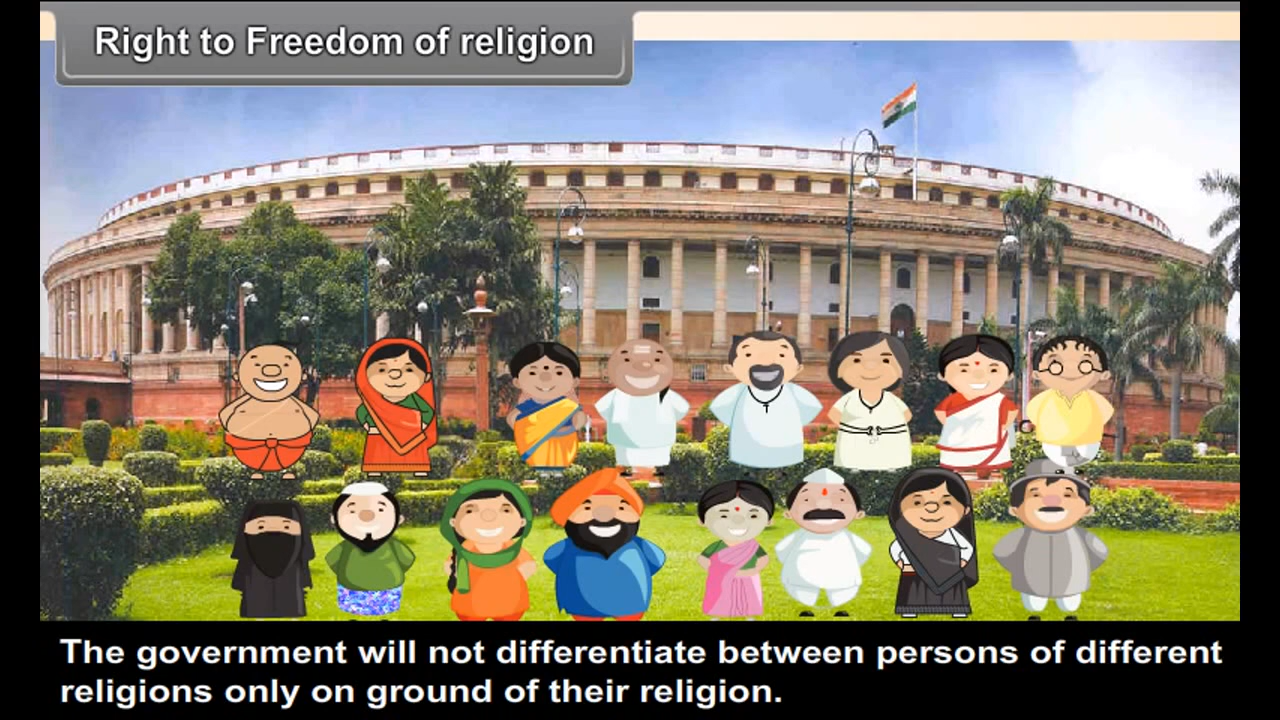 Right to Freedom of religion
The government will not differentiate between persons of different
religions only on ground of their religion.